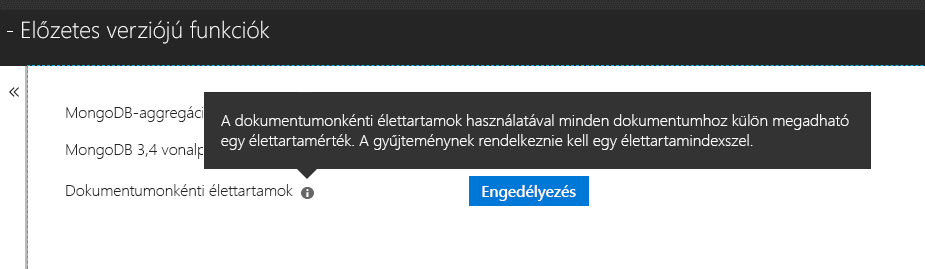 - Előzetes verziójú funkciók
«
MongoDB-aggregáci
A dokumentumonkénti élettartamok használatával minden dokumentumhoz külön megadható
egy élettartamérték. A gyűjteménynek rendelkeznie kell egy élettartamindexszel.
MongoDB 3,4 vonalp
Dokumentumonkénti élettartamok
Engedélyezés